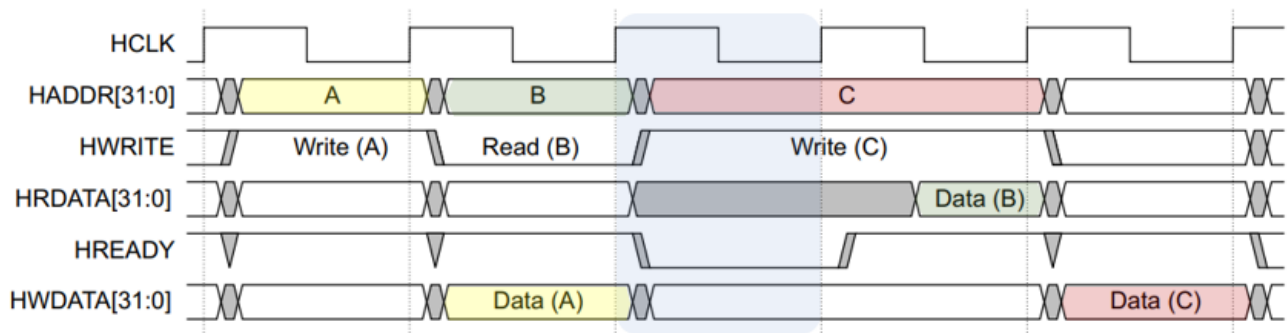 HCLK
HADDR[31:0] A B C
HWRITE Write (A) Read (B) Write (C)
HRDATA[31:0] Data (B)
HREADY
HWDATA[31:0] Data (A) Data (C)